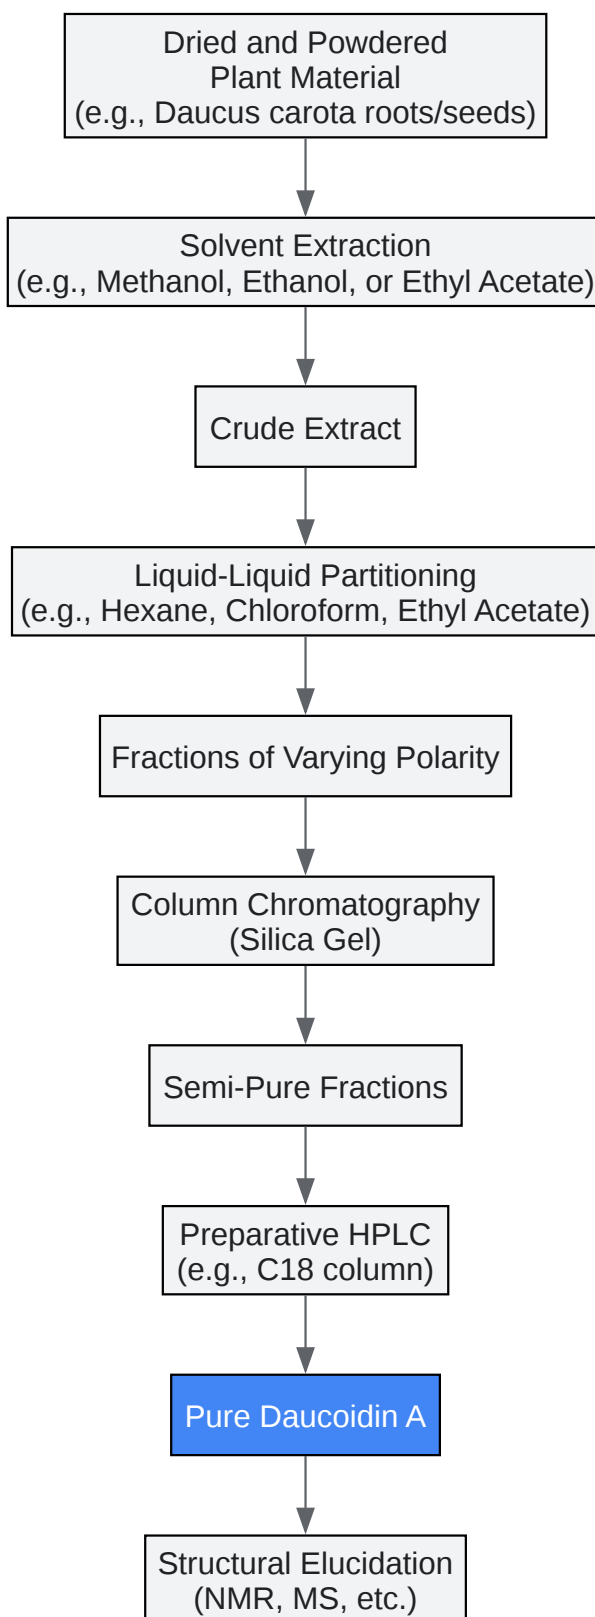 Dried and Powdered
Plant Material
(e.g., Daucus carota roots/seeds)
Solvent Extraction
(e.g., Methanol, Ethanol, or Ethyl Acetate)
Crude Extract
Liquid-Liquid Partitioning
(e.g., Hexane, Chloroform, Ethyl Acetate)
Fractions of Varying Polarity
Column Chromatography
(Silica Gel)
Semi-Pure Fractions
Preparative HPLC
(e.g., C18 column)
Pure Daucoidin A
Structural Elucidation
(NMR, MS, etc.)